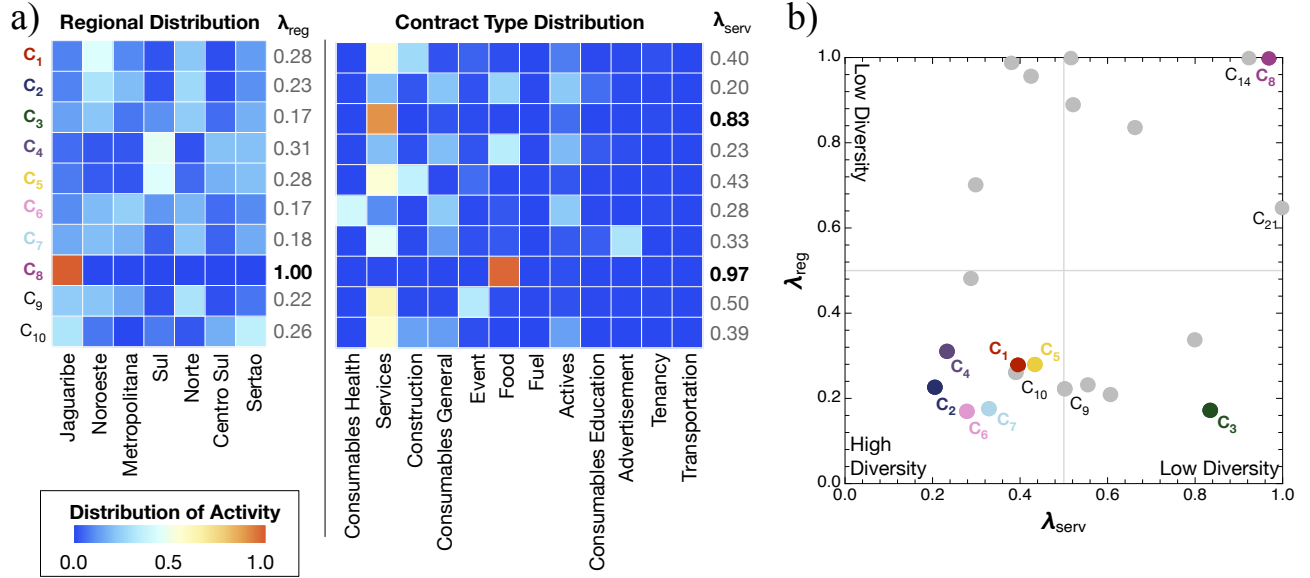 a)
Regional Distribution λreg
Contract Type Distribution λserv
C1 0.28 0.40
C2 0.23 0.20
C3 0.17 0.83
C4 0.31 0.23
C5 0.28 0.43
C6 0.17 0.28
C7 0.18 0.33
C8 1.00 0.97
C9 0.22 0.50
C10 0.26 0.39
Jaguaribe
Noroeste
Metropolitana
Sul
Norte
Centro Sul
Sertao
Consumables Health
Services
Construction
Consumables General
Event
Food
Fuel
Actives
Consumables Education
Advertisement
Tenancy
Transportation
Distribution of Activity
0.0 0.5 1.0
b)
1.0
0.8
0.6
0.4
0.2
0.0
λreg
Low Diversity
C14 C8
C21
C1 C5
C4
C10 C9
C2
C6 C7
C3
High
Diversity
Low Diversity
0.0 0.2 0.4 0.6 0.8 1.0
λserv